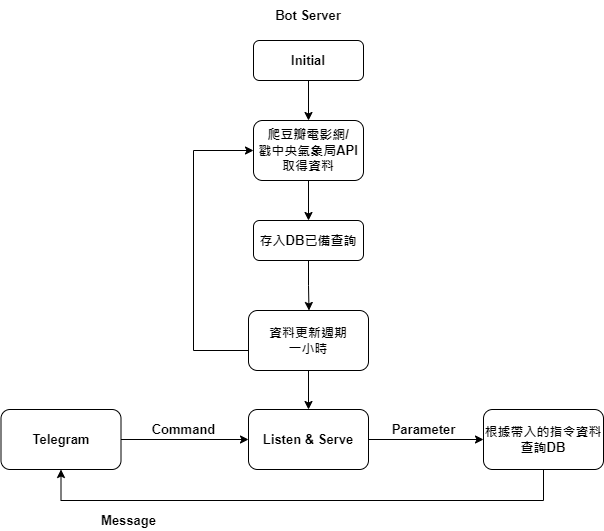 Bot Server
Initial
爬豆瓣電影網/
戳中央氣象局API
取得資料
存入DB已備查詢
資料更新週期
一小時
Telegram
Command
Listen & Serve
Parameter
根據帶入的指令資料
查詢DB
Message